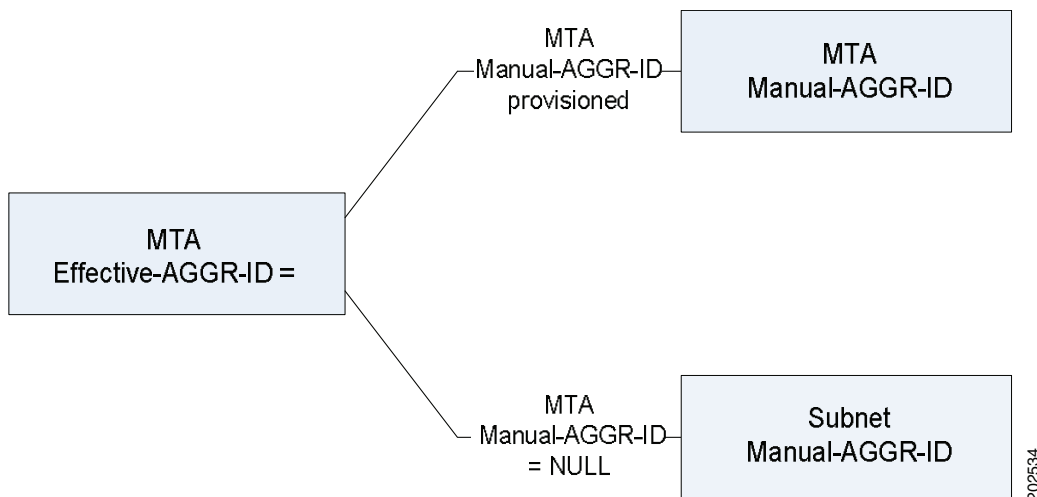 MTA
Manual-AGGR-ID
provisioned
MTA
Manual-AGGR-ID
MTA
Effective-AGGR-ID =
MTA
Manual-AGGR-ID
= NULL
Subnet
Manual-AGGR-ID
202534